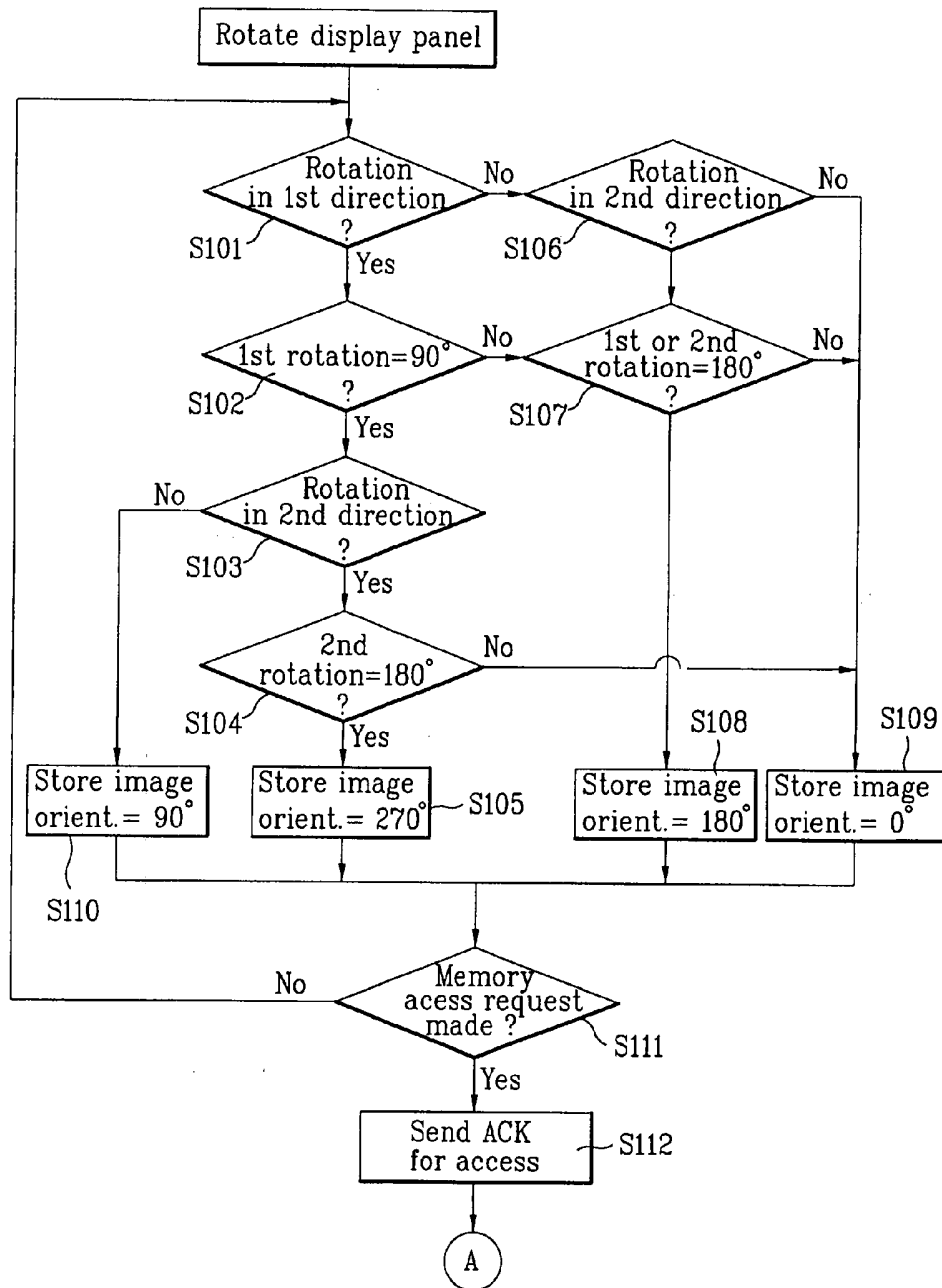 Rotate display panel
Rotation
in 1st direction
?
S101
No
Yes
Rotation
in 2nd direction
?
S106
No
1st rotation=90°
?
S102
No
Yes
1st or 2nd
rotation=180°
?
S107
No
Rotation
in 2nd direction
?
S103
No
Yes
2nd
rotation=180°
?
S104
No
Yes
Store image
orient.= 90°
S110
Store image
orient.= 270°
S105
Store image
orient.= 180°
S108
Store image
orient.= 0°
S109
Memory
acess request
made ?
S111
No
Yes
Send ACK
for access
S112
A